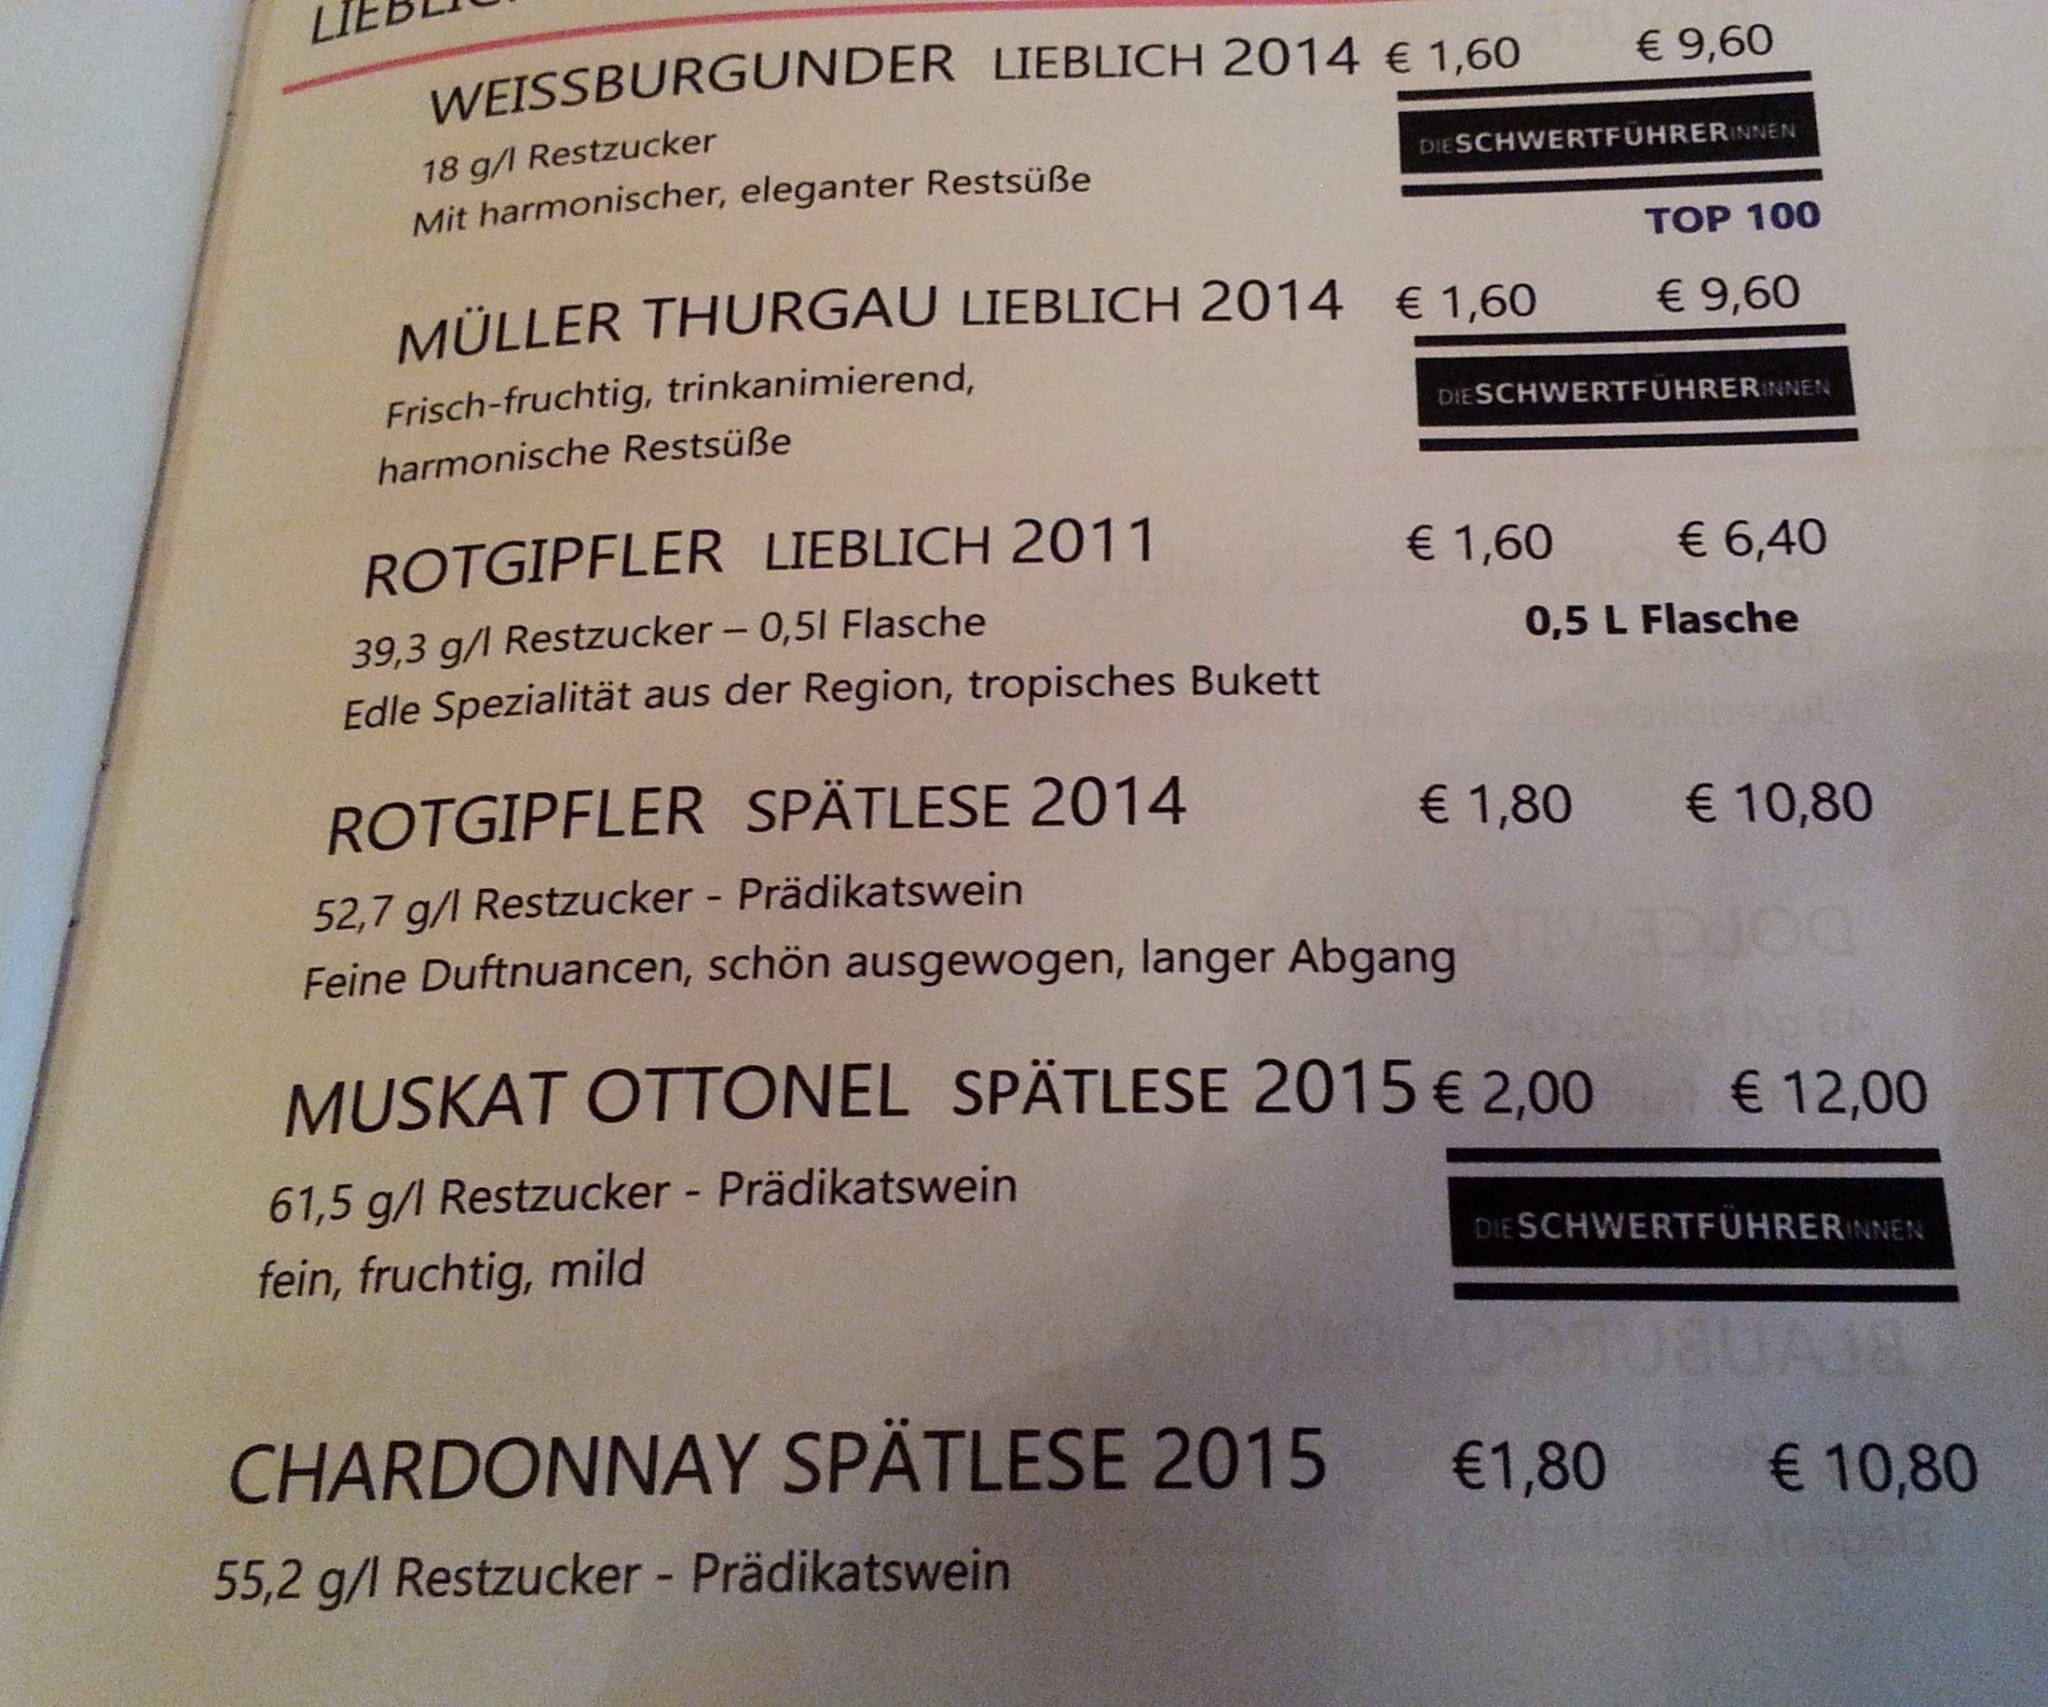 WEISSBURGUNDER LIEBLICH 2014 € 1,60 € 9,60
DIESCHWERTFÜHRERINNEN
18 g/l Restzucker
Mit harmonischer, eleganter Restsüße
TOP 100
MÜLLER THURGAU LIEBLICH 2014 € 1,60 € 9,60
DIESCHWERTFÜHRERINNEN
Frisch-fruchtig, trinkanimierend,
harmonische Restsüße
ROTGIPFLER LIEBLICH 2011 € 1,60 € 6,40
39,3 g/l Restzucker – 0,5l Flasche 0,5 L Flasche
Edle Spezialität aus der Region, tropisches Bukett
ROTGIPFLER SPÄTLESE 2014 € 1,80 € 10,80
52,7 g/l Restzucker - Prädikatswein
Feine Duftnuancen, schön ausgewogen, langer Abgang
MUSKAT OTTONEL SPÄTLESE 2015 € 2,00 € 12,00
61,5 g/l Restzucker - Prädikatswein
DIESCHWERTFÜHRERINNEN
fein, fruchtig, mild
CHARDONNAY SPÄTLESE 2015 €1,80 € 10,80
55,2 g/l Restzucker - Prädikatswein